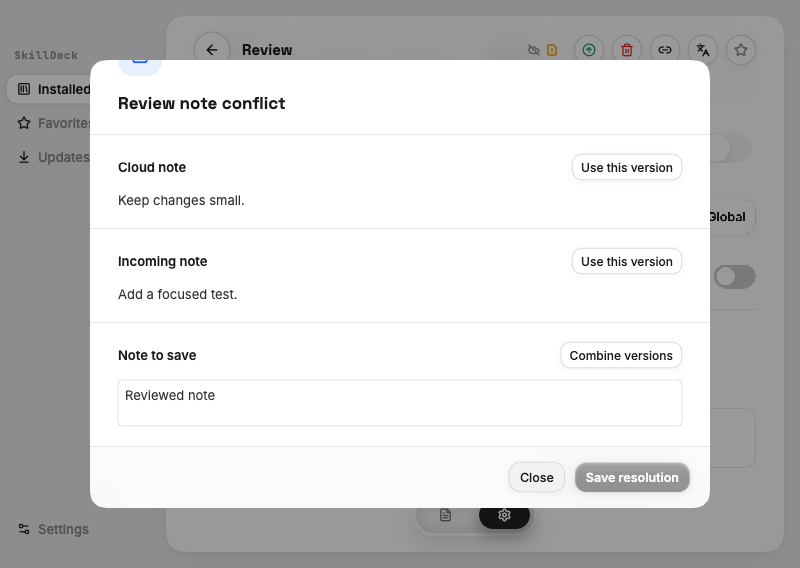 SkillDeck
Review
Installed
Favorites
Updates
Review note conflict
Cloud note
Use this version
Keep changes small.
Global
Incoming note
Use this version
Add a focused test.
Note to save
Combine versions
Reviewed note
Close
Save resolution
Settings